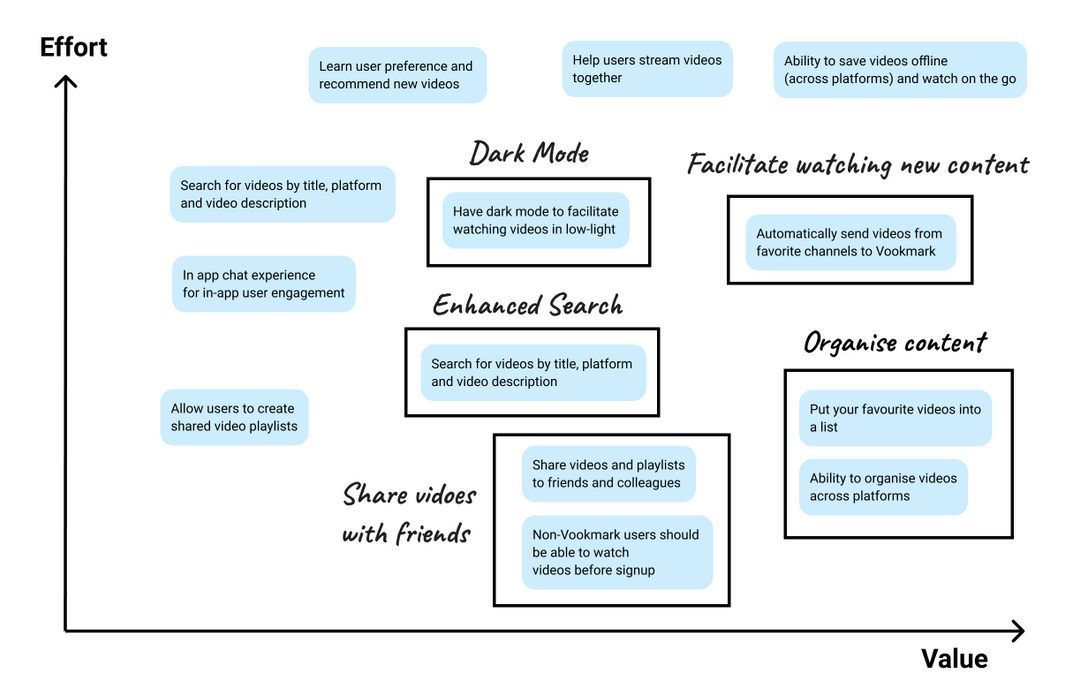 Effort
Learn user preference and
recommend new videos
Help users stream videos
together
Ability to save videos offline
(across platforms) and watch on the go
Dark Mode
Facilitate watching new content
Search for videos by title, platform
and video description
Have dark mode to facilitate
watching videos in low-light
Automatically send videos from
favorite channels to Vookmark
In app chat experience
for in-app user engagement
Enhanced Search
Search for videos by title, platform
and video description
Organise content
Put your favourite videos into
a list
Ability to organise videos
across platforms
Allow users to create
shared video playlists
Share vidoes
with friends
Share videos and playlists
to friends and colleagues
Non-Vookmark users should
be able to watch
videos before signup
Value